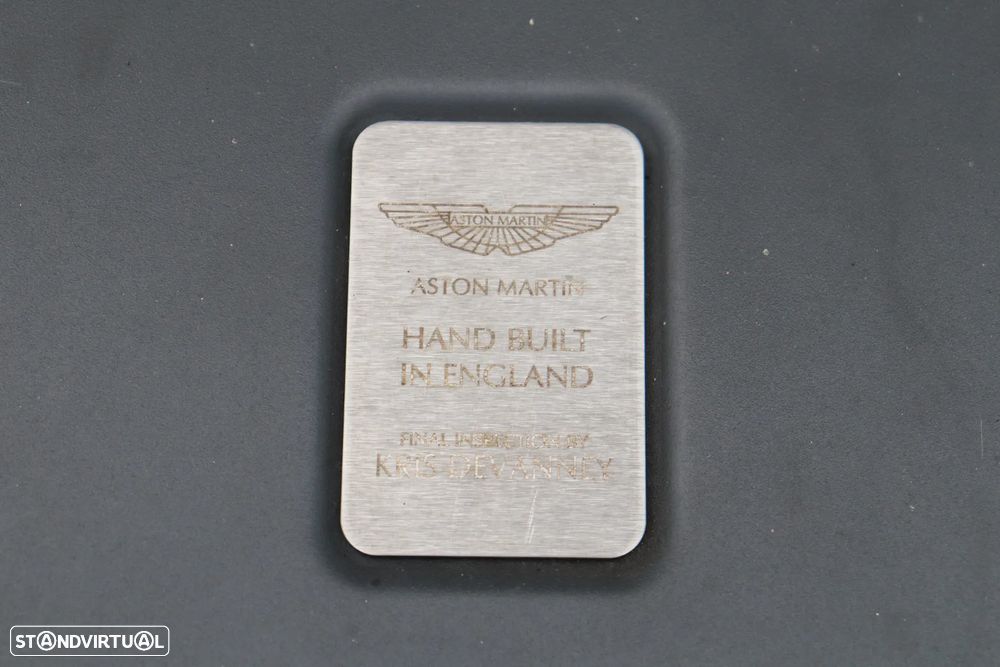 ASTON MARTIN
ASTON MARTIN
HAND BUILT
IN ENGLAND
FINAL INSPECTION BY
KRIS DEVANNEY
STANDVIRTUAL